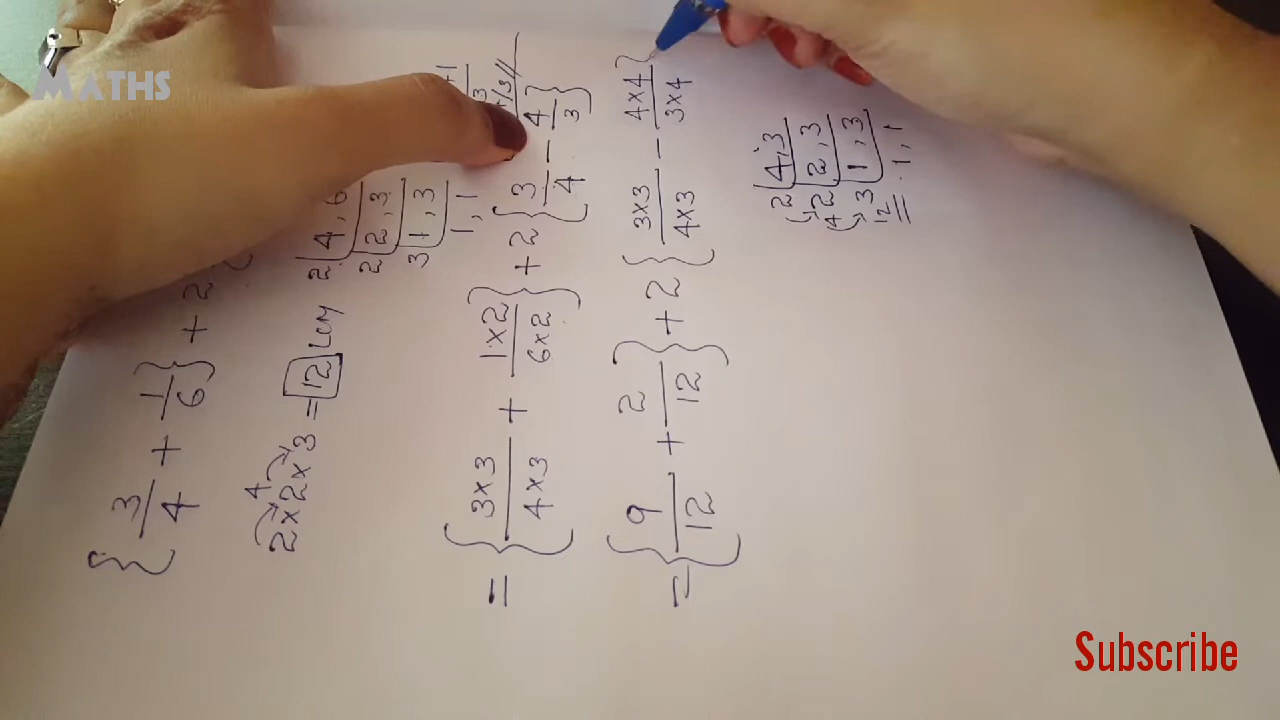 MATHS
{3/4 + 1/6} + 2
2×2×3 = 12 LCM
4
2 | 4, 6
2 | 2, 3
3 | 1, 3
1, 1
= {3×3/4×3 + 1×2/6×2} + 2{3/4 - 4/3}
= {9/12 + 2/12} + 2{3×3/4×3 - 4×4/3×4}
2 | 4, 3
2 | 2, 3
4
3 | 1, 3
12 1, 1
Subscribe